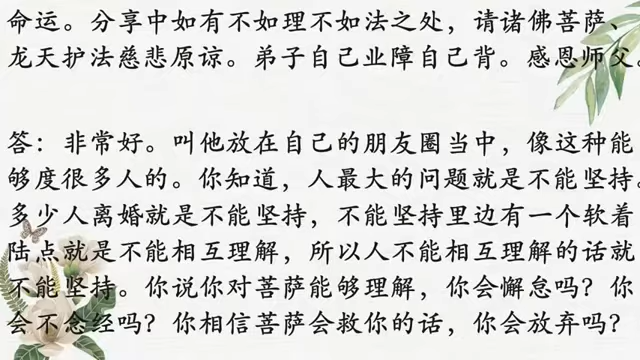 命运。分享中如有不如理不如法之处，请诸佛菩萨、
龙天护法慈悲原谅。弟子自己业障自己背。感恩师父。
答：非常好。叫他放在自己的朋友圈当中，像这种能
够度很多人的。你知道，人最大的问题就是不能坚持。
多少人离婚就是不能坚持，不能坚持里边有一个软着
陆点就是不能相互理解，所以人不能相互理解的话就
不能坚持。你说你对菩萨能够理解，你会懈怠吗？你
会不念经吗？你相信菩萨会救你的话，你会放弃吗？